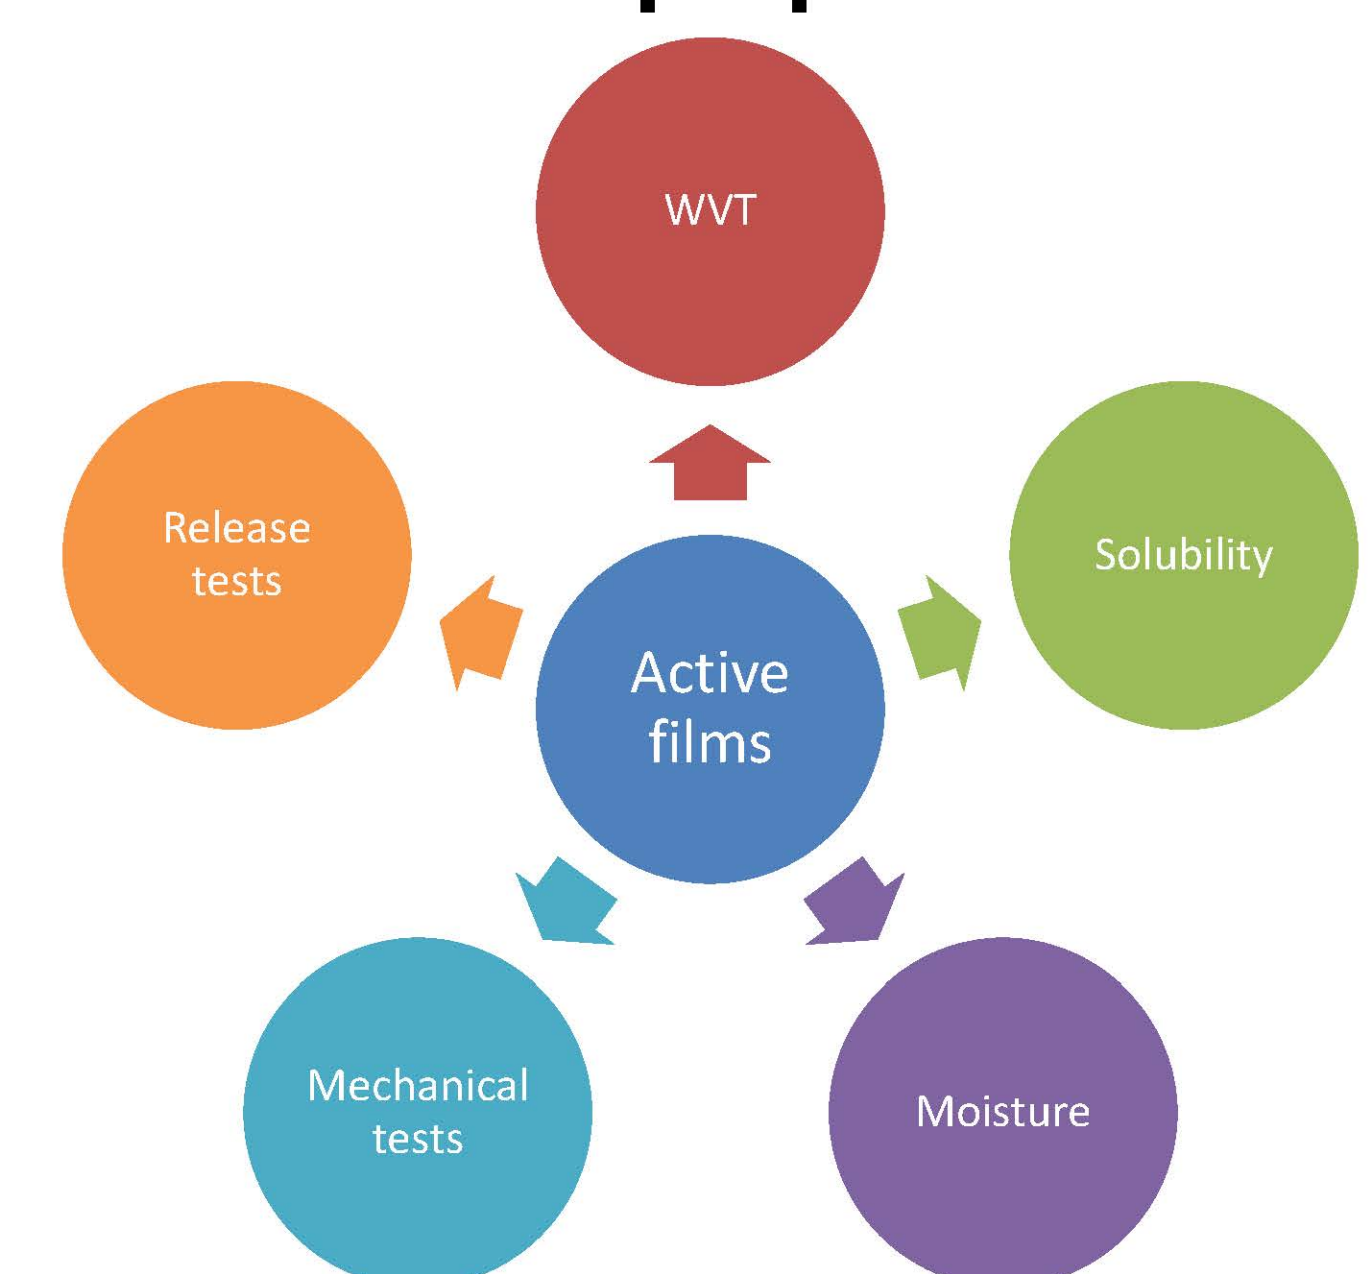 WVT
Release
tests
Solubility
Active
films
Mechanical
tests
Moisture